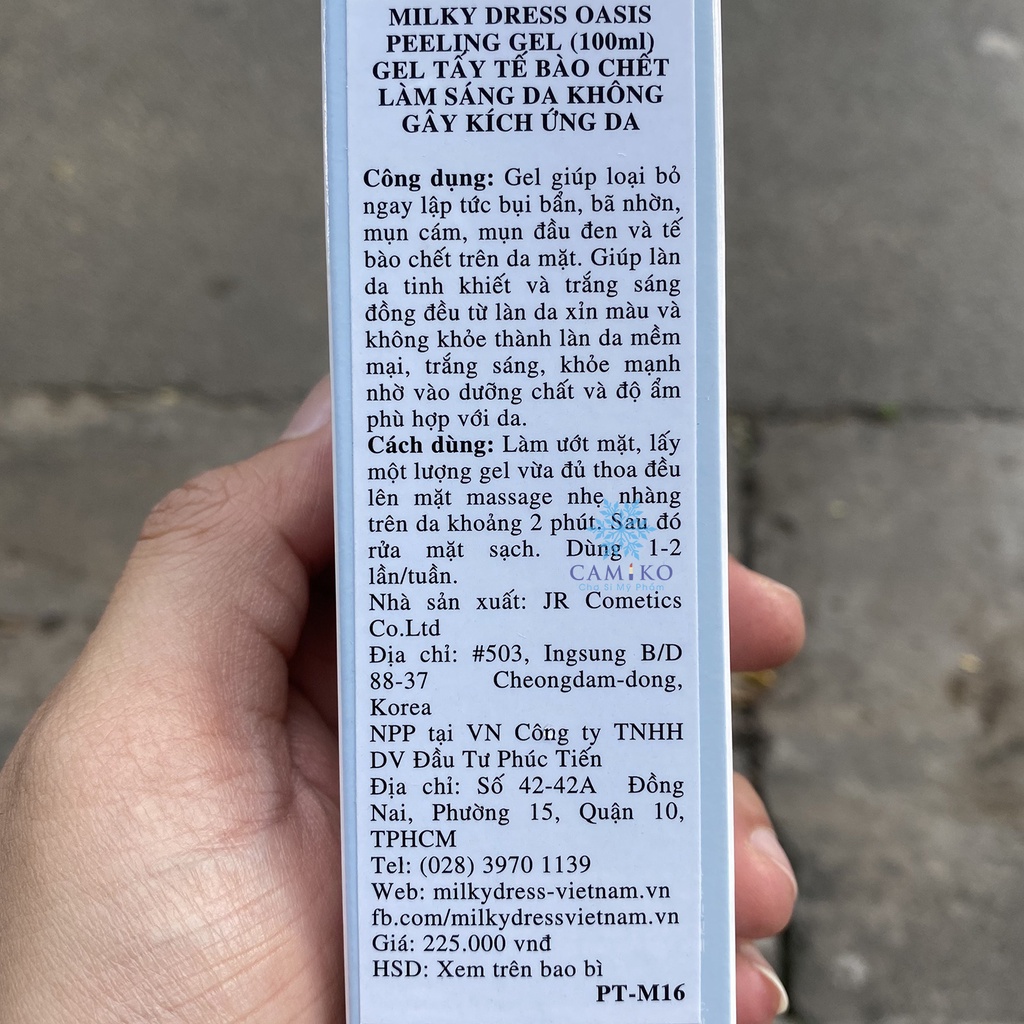 MILKY DRESS OASIS
PEELING GEL (100ml)
GEL TẨY TẾ BÀO CHẾT
LÀM SÁNG DA KHÔNG
GÂY KÍCH ỨNG DA
Công dụng: Gel giúp loại bỏ
ngay lập tức bụi bẩn, bã nhờn,
mụn cám, mụn đầu đen và tế
bào chết trên da mặt. Giúp làn
da tinh khiết và trắng sáng
đồng đều từ làn da xỉn màu và
không khỏe thành làn da mềm
mại, trắng sáng, khỏe mạnh
nhờ vào dưỡng chất và độ ẩm
phù hợp với da.
Cách dùng: Làm ướt mặt, lấy
một lượng gel vừa đủ thoa đều
lên mặt massage nhẹ nhàng
trên da khoảng 2 phút. Sau đó
rửa mặt sạch. Dùng 1-2
lần/tuần.
CAMIKO
Chợ Sỉ Mỹ Phẩm
Nhà sản xuất: JR Cometics
Co.Ltd
Địa chỉ: #503, Ingsung B/D
88-37 Cheongdam-dong,
Korea
NPP tại VN Công ty TNHH
DV Đầu Tư Phúc Tiến
Địa chỉ: Số 42-42A Đồng
Nai, Phường 15, Quận 10,
TPHCM
Tel: (028) 3970 1139
Web: milkydress-vietnam.vn
fb.com/milkydressvietnam.vn
Giá: 225.000 vnđ
HSD: Xem trên bao bì
PT-M16